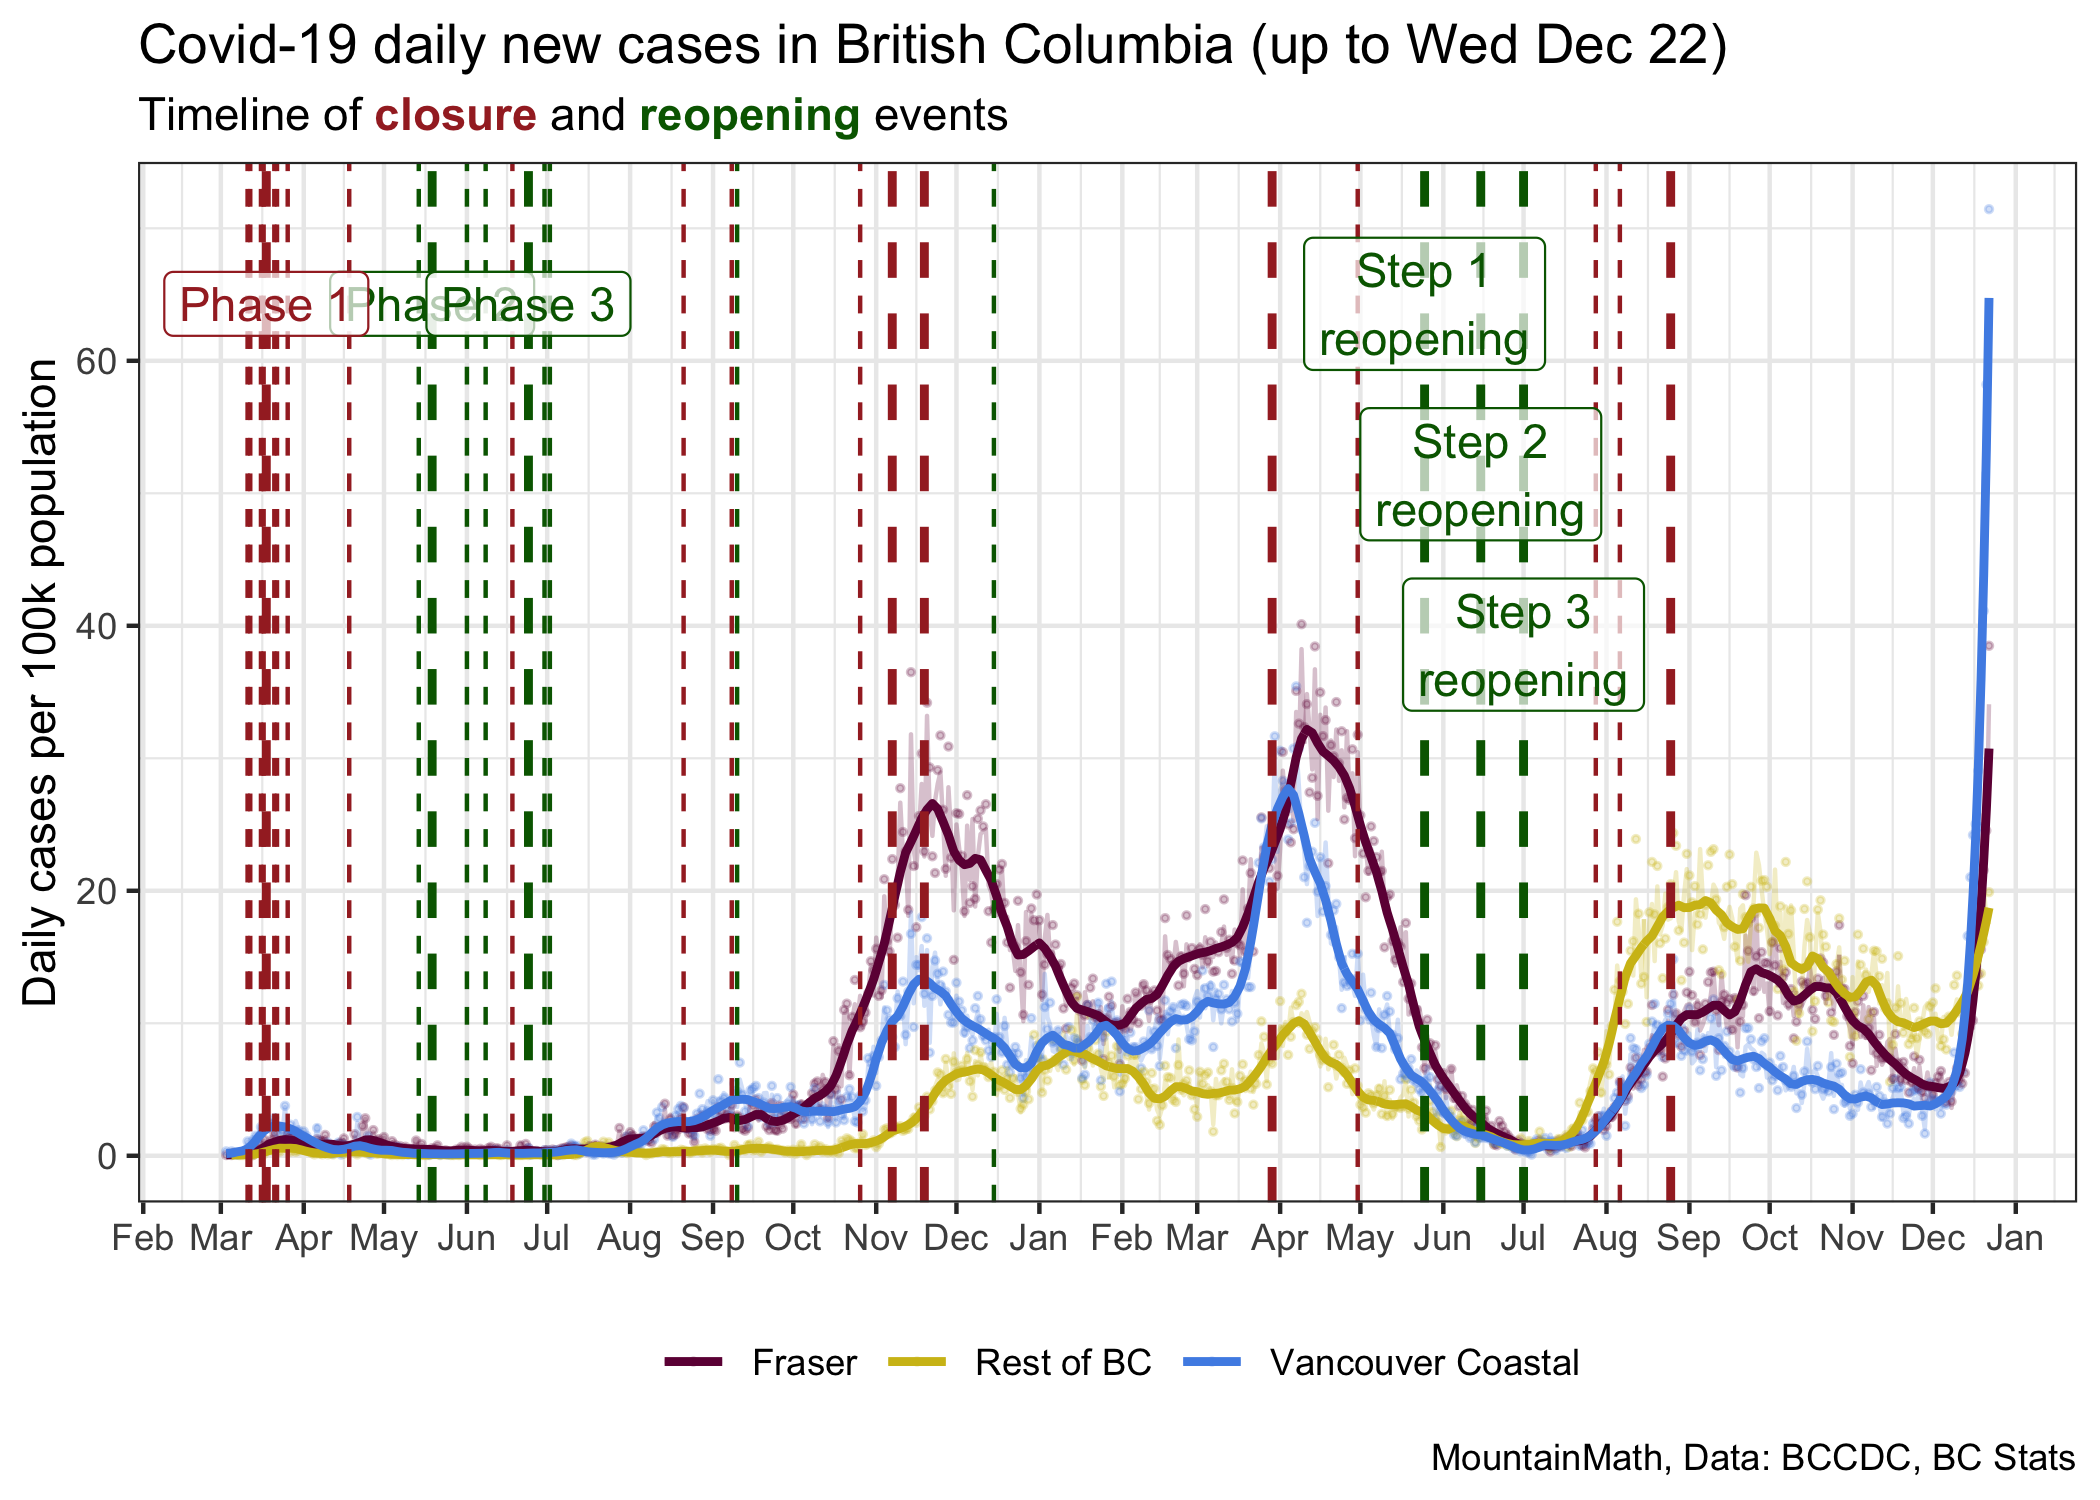 Covid-19 daily new cases in British Columbia (up to Wed Dec 22)
Timeline of closure and reopening events
Daily cases per 100k population
60
40
20
0
Phase 1
Phase 2
Phase 3
Step 1
reopening
Step 2
reopening
Step 3
reopening
Feb Mar Apr May Jun Jul Aug Sep Oct Nov Dec Jan Feb Mar Apr May Jun Jul Aug Sep Oct Nov Dec Jan
Fraser Rest of BC Vancouver Coastal
MountainMath, Data: BCCDC, BC Stats